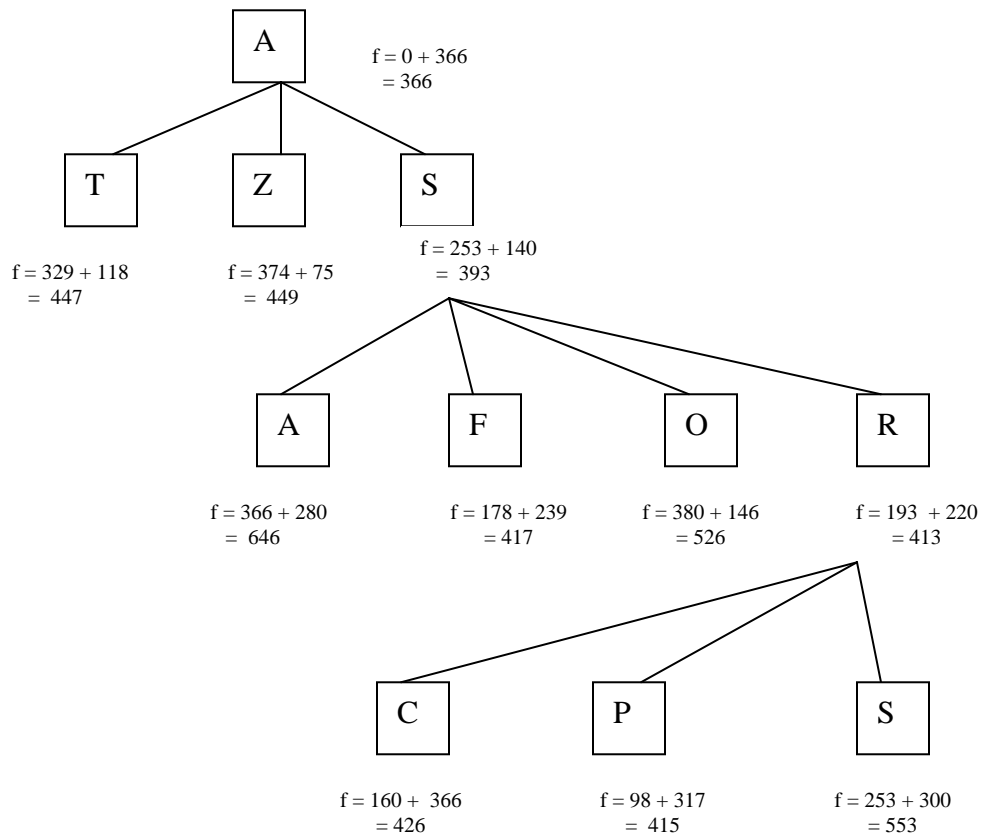 A
f = 0 + 366
= 366
T
Z
S
f = 329 + 118
= 447
f = 374 + 75
= 449
f = 253 + 140
= 393
A
F
O
R
f = 366 + 280
= 646
f = 178 + 239
= 417
f = 380 + 146
= 526
f = 193 + 220
= 413
C
P
S
f = 160 + 366
= 426
f = 98 + 317
= 415
f = 253 + 300
= 553